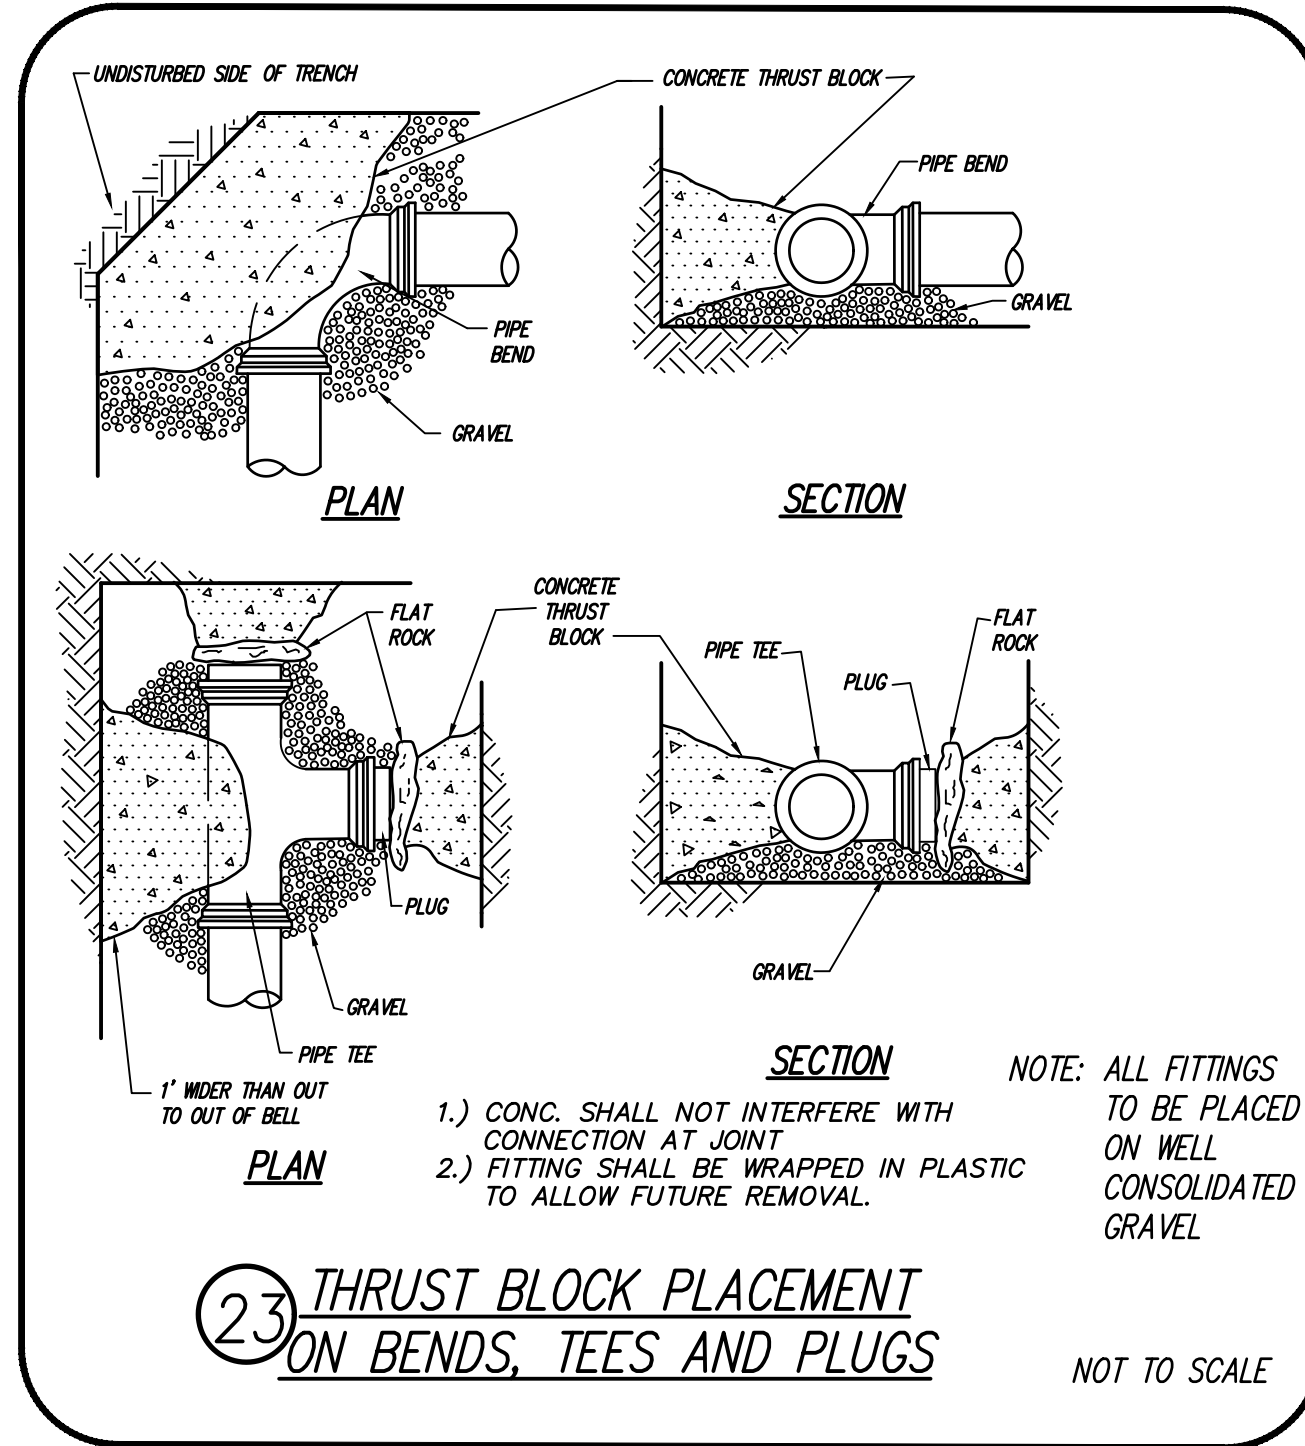 UNDISTURBED SIDE OF TRENCH
CONCRETE THRUST BLOCK
PIPE BEND
PIPE
BEND
GRAVEL
GRAVEL
PLAN
SECTION
FLAT
ROCK
CONCRETE
THRUST
BLOCK
PIPE TEE
PLUG
FLAT
ROCK
PLUG
GRAVEL
GRAVEL
PIPE TEE
1' WIDER THAN OUT
TO OUT OF BELL
PLAN
SECTION
1.) CONC. SHALL NOT INTERFERE WITH
CONNECTION AT JOINT
2.) FITTING SHALL BE WRAPPED IN PLASTIC
TO ALLOW FUTURE REMOVAL.
NOTE: ALL FITTINGS
TO BE PLACED
ON WELL
CONSOLIDATED
GRAVEL
23 THRUST BLOCK PLACEMENT
ON BENDS, TEES AND PLUGS
NOT TO SCALE